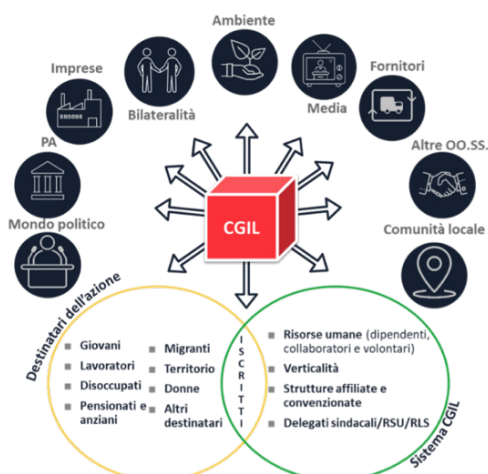 Ambiente
Imprese
Bilateralità
Media
Fornitori
PA
Altre OO.SS.
Mondo politico
Comunità locale
CGIL
Destinatari dell'azione
Giovani
Lavoratori
Disoccupati
Pensionati e
anziani
Migranti
Territorio
Donne
Altri
destinatari
ISCRITTI
Risorse umane (dipendenti,
collaboratori e volontari)
Verticalità
Strutture affiliate e
convenzionate
Delegati sindacali/RSU/RLS
Sistema CGIL